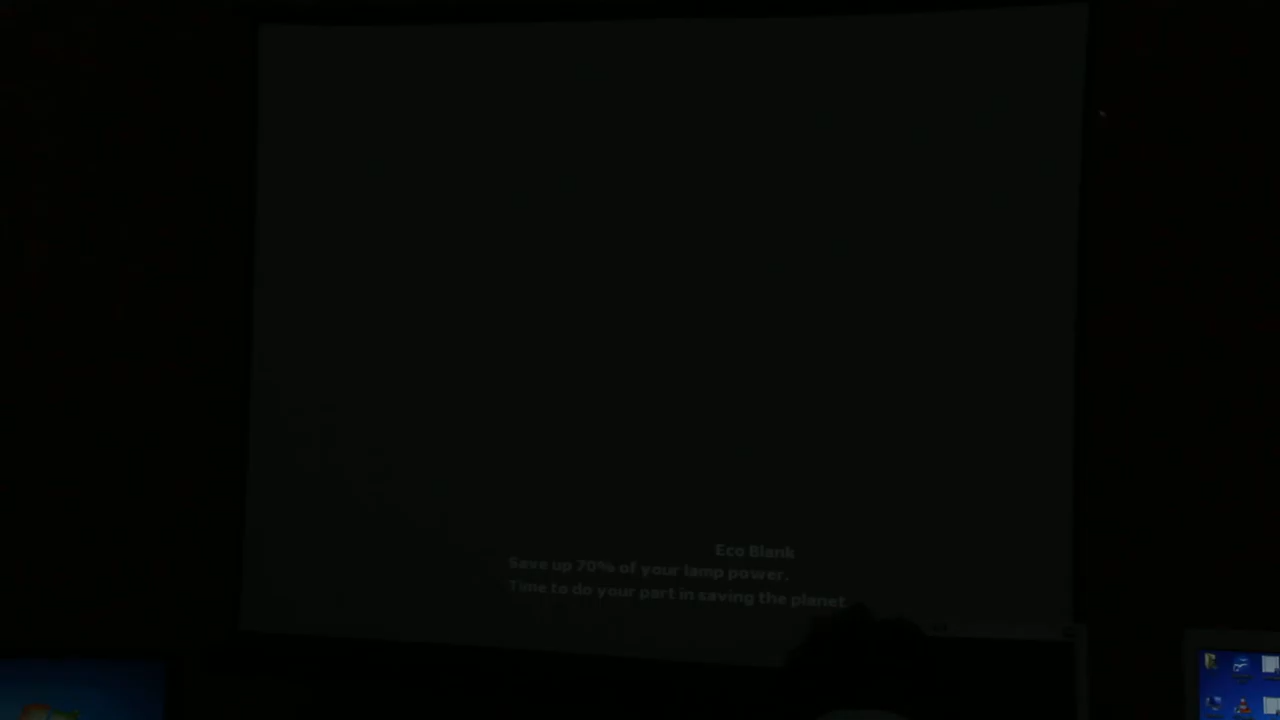 Eco Blank
Save up 70% of your lamp power.
Time to do your part in saving the planet